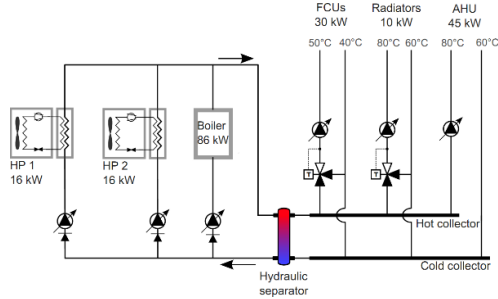 FCUs
30 kW
Radiators
10 kW
AHU
45 kW
50°C
40°C
80°C
60°C
80°C
60°C
HP 1
16 kW
HP 2
16 kW
Boiler
86 kW
T
T
Hot collector
Cold collector
Hydraulic
separator